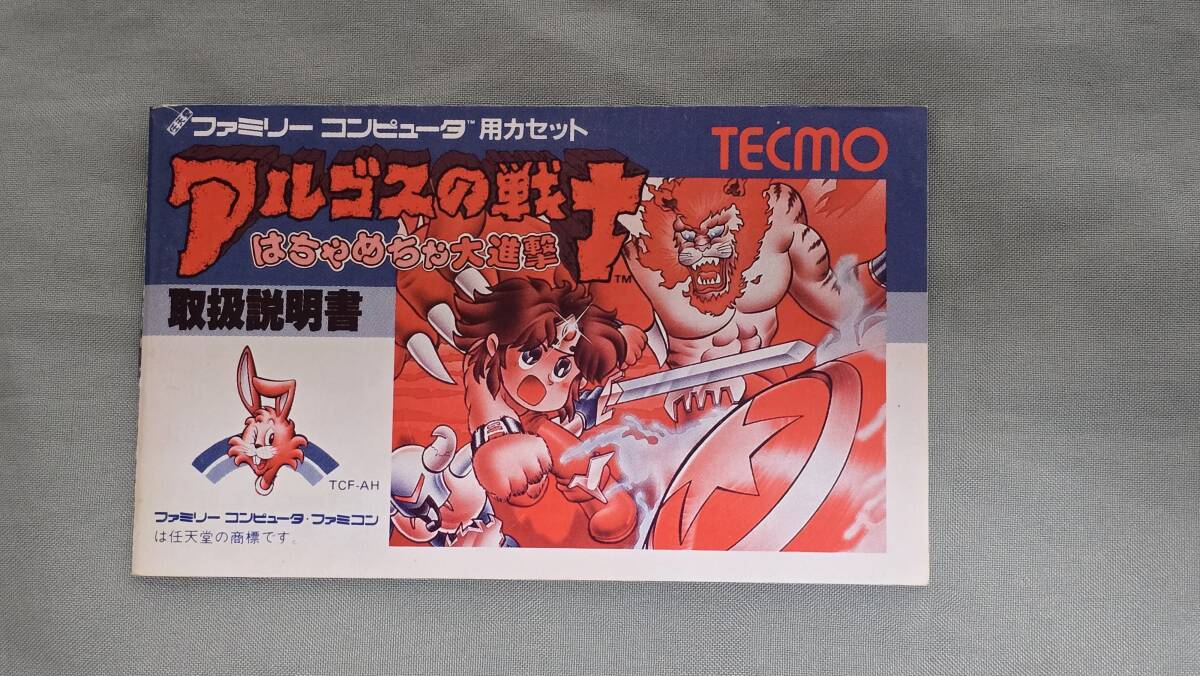 ファミリー コンピュータ™用カセット
TECMO
アルゴスの戦士
はちゃめちゃ大進撃
™
取扱説明書
TCF-AH
ファミリー コンピュータ・ファミコン
は任天堂の商標です。